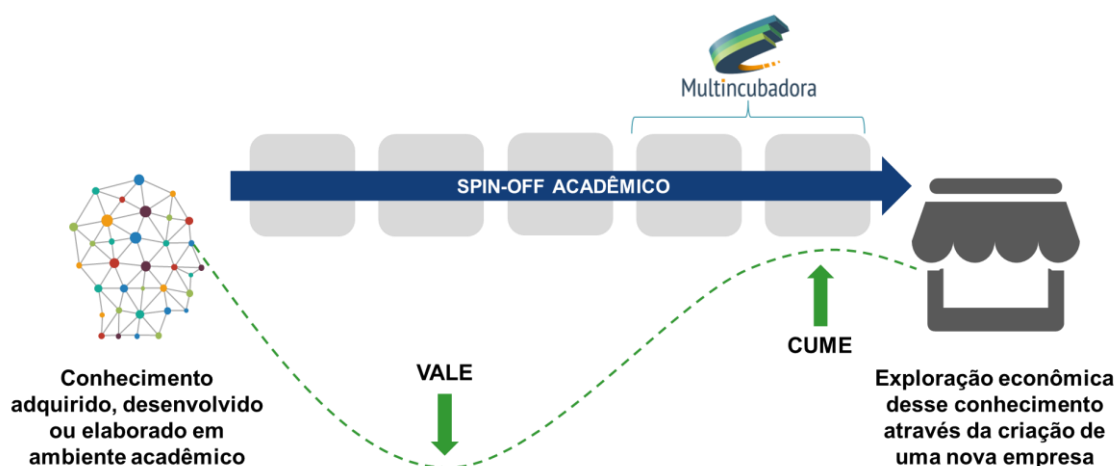 Multincubadora
SPIN-OFF ACADÊMICO
VALE
CUME
Conhecimento
adquirido, desenvolvido
ou elaborado em
ambiente acadêmico
Exploração econômica
desse conhecimento
através da criação de
uma nova empresa